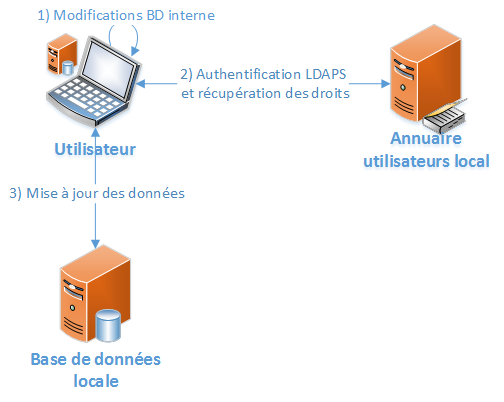 1) Modifications BD interne
2) Authentification LDAPS
et récupération des droits
Utilisateur
Annuaire
utilisateurs local
3) Mise à jour des données
Base de données
locale